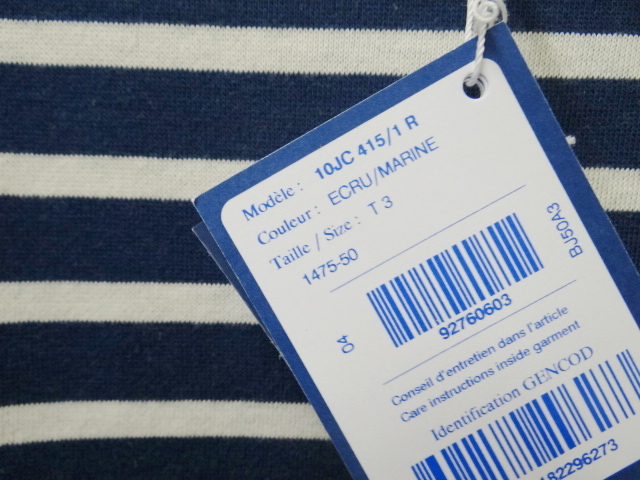 Modèle : 10JC 415/1 R
Couleur : ECRU/MARINE
Taille / Size : T 3
1475-50
04
92760603
BJ50A3
Conseil d'entretien dans l'article
Care instructions inside garment
Identification GENCOD
182296273